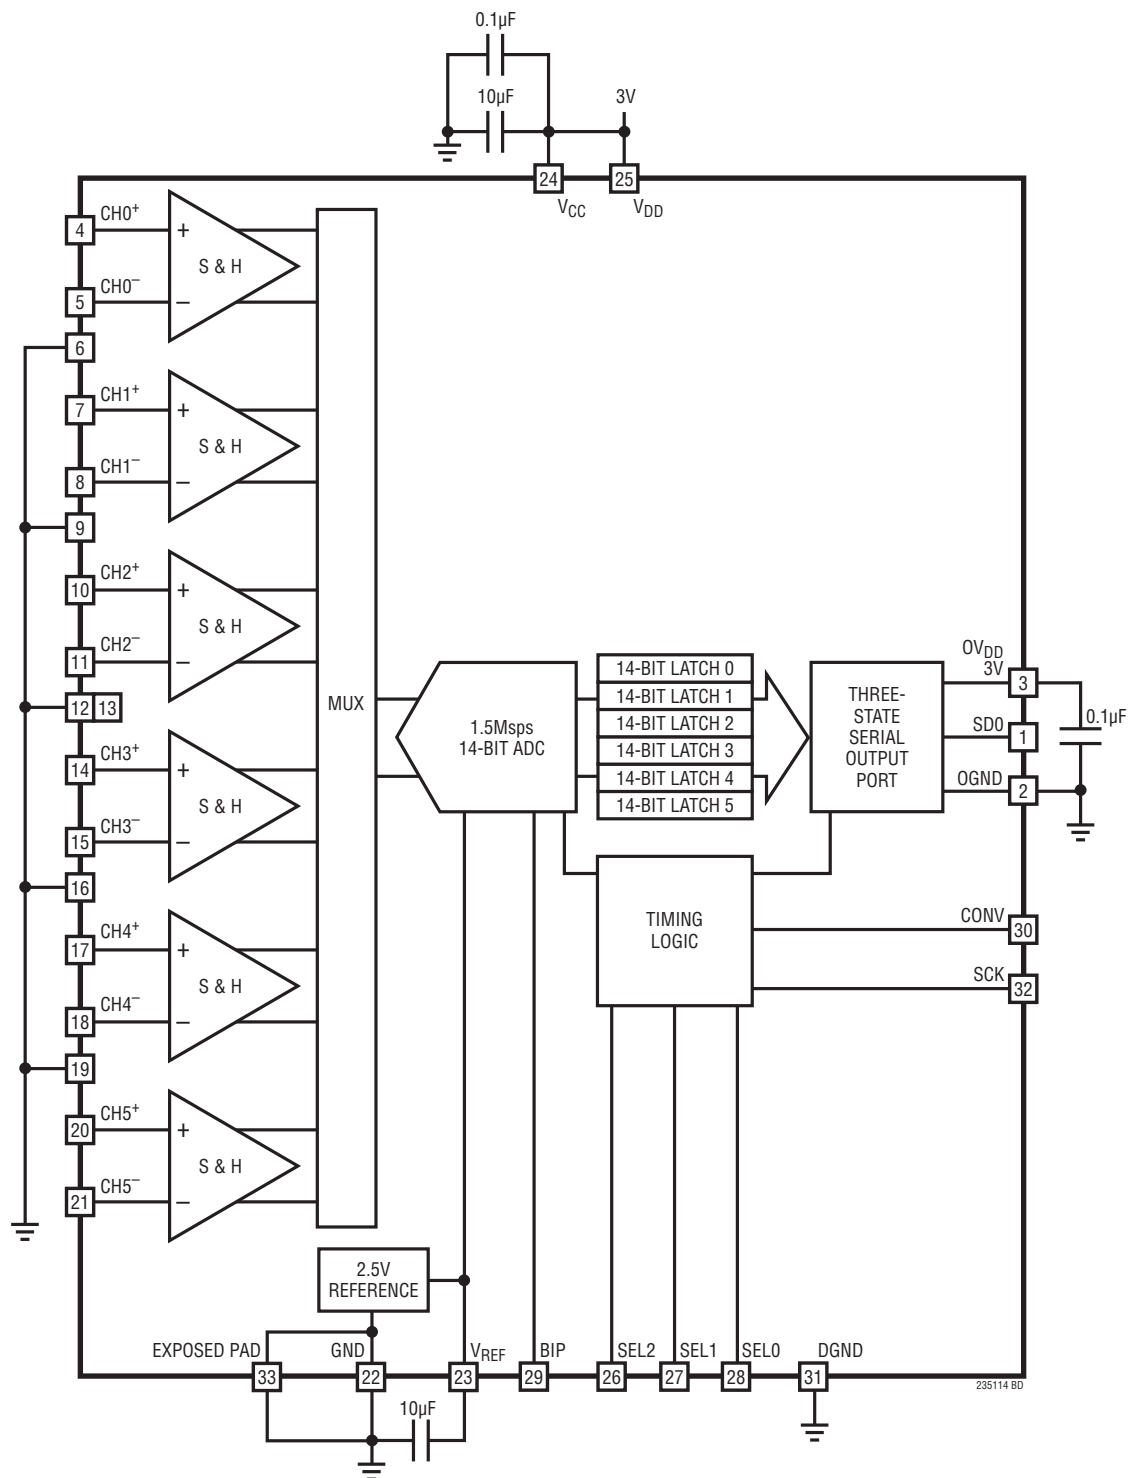 0.1µF
10µF
3V
24
25
VCC
VDD
4
CH0+
+
S & H
5
CH0–
–
6
7
CH1+
+
S & H
8
CH1–
–
9
10
CH2+
+
S & H
11
CH2–
–
12
13
14
CH3+
+
S & H
15
CH3–
–
16
17
CH4+
+
S & H
18
CH4–
–
19
20
CH5+
+
S & H
21
CH5–
–
MUX
1.5Msps
14-BIT ADC
14-BIT LATCH 0
14-BIT LATCH 1
14-BIT LATCH 2
14-BIT LATCH 3
14-BIT LATCH 4
14-BIT LATCH 5
THREE-
STATE
SERIAL
OUTPUT
PORT
OVDD
3V
3
SD0
1
OGND
2
0.1µF
TIMING
LOGIC
CONV
30
SCK
32
2.5V
REFERENCE
EXPOSED PAD
GND
VREF
BIP
SEL2
SEL1
SEL0
DGND
33
22
23
29
26
27
28
31
235114 BD
10µF